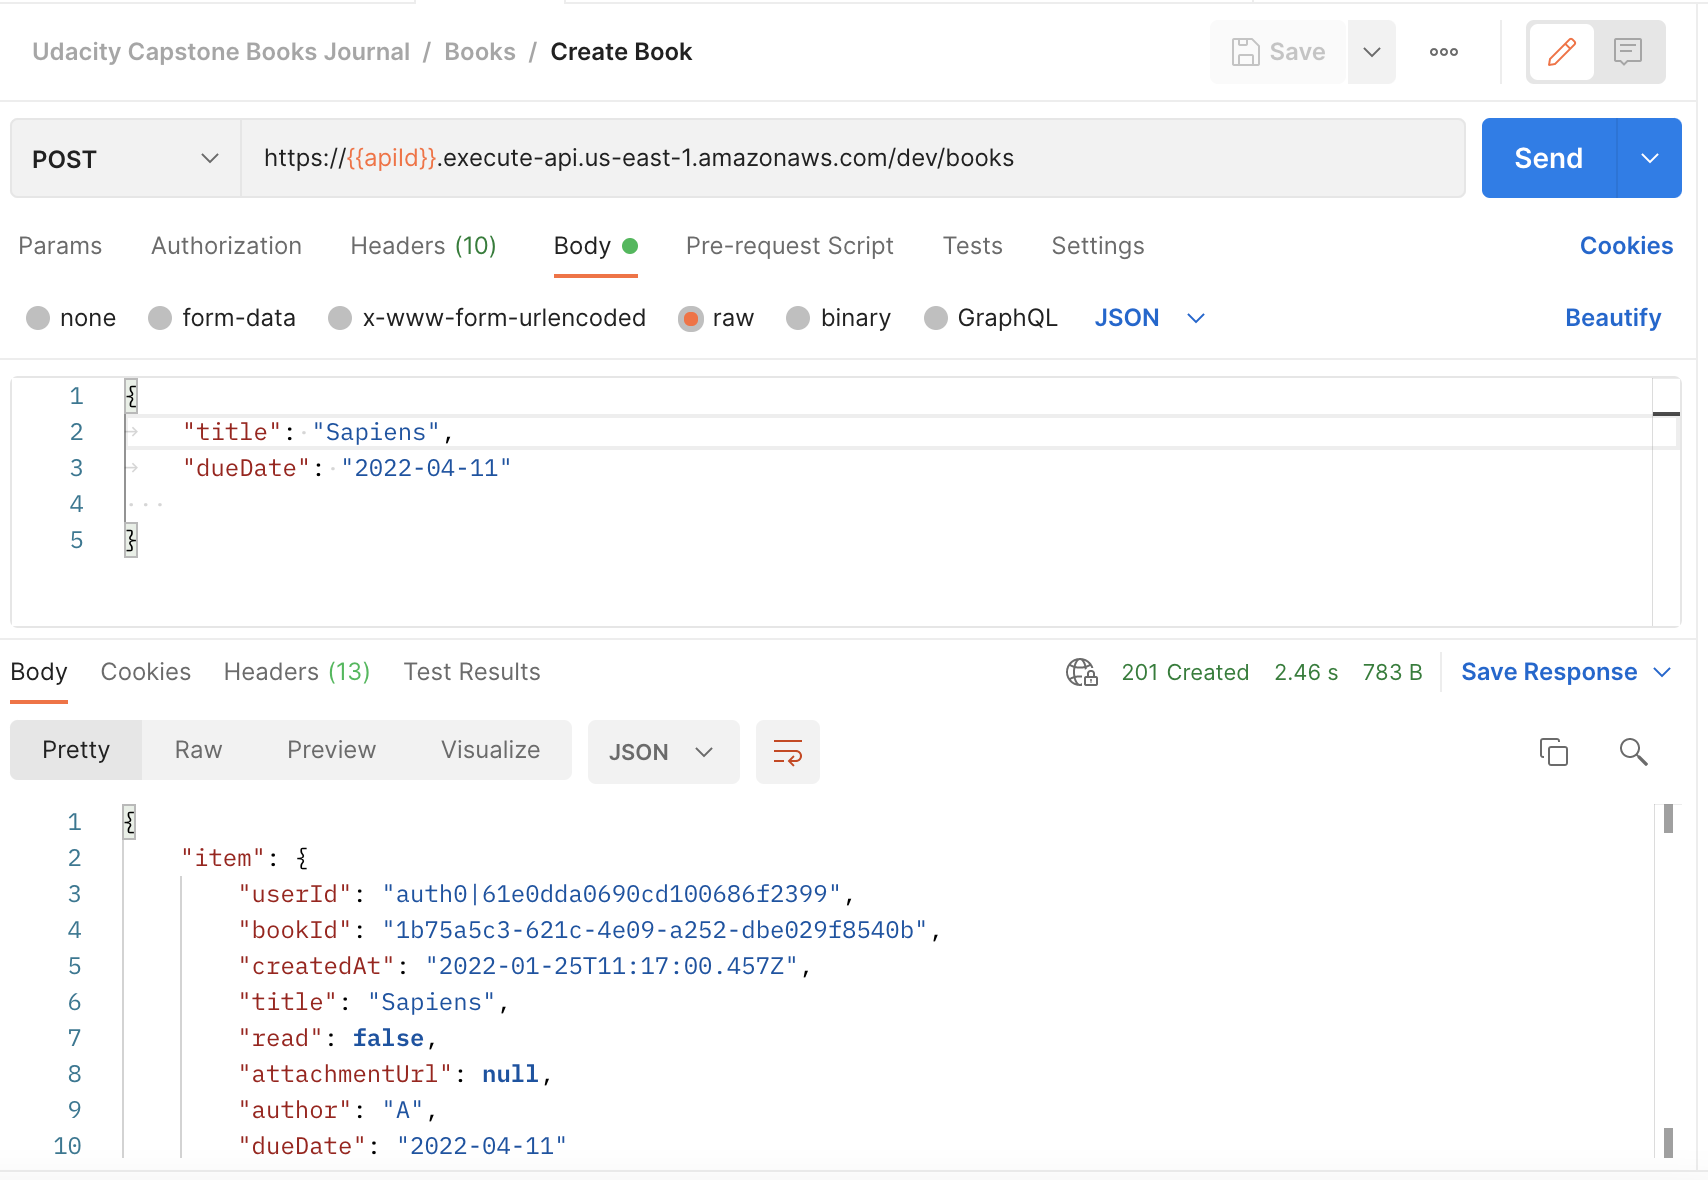 Udacity Capstone Books Journal / Books / Create Book Save
POST https://{{apiId}}.execute-api.us-east-1.amazonaws.com/dev/books Send
Params Authorization Headers (10) Body Pre-request Script Tests Settings Cookies
none form-data x-www-form-urlencoded raw binary GraphQL JSON Beautify
1 {
2 "title": "Sapiens",
3 "dueDate": "2022-04-11"
4
5 }
Body Cookies Headers (13) Test Results 201 Created 2.46 s 783 B Save Response
Pretty Raw Preview Visualize JSON
1 {
2 "item": {
3 "userId": "auth0|61e0dda0690cd100686f2399",
4 "bookId": "1b75a5c3-621c-4e09-a252-dbe029f8540b",
5 "createdAt": "2022-01-25T11:17:00.457Z",
6 "title": "Sapiens",
7 "read": false,
8 "attachmentUrl": null,
9 "author": "A",
10 "dueDate": "2022-04-11"